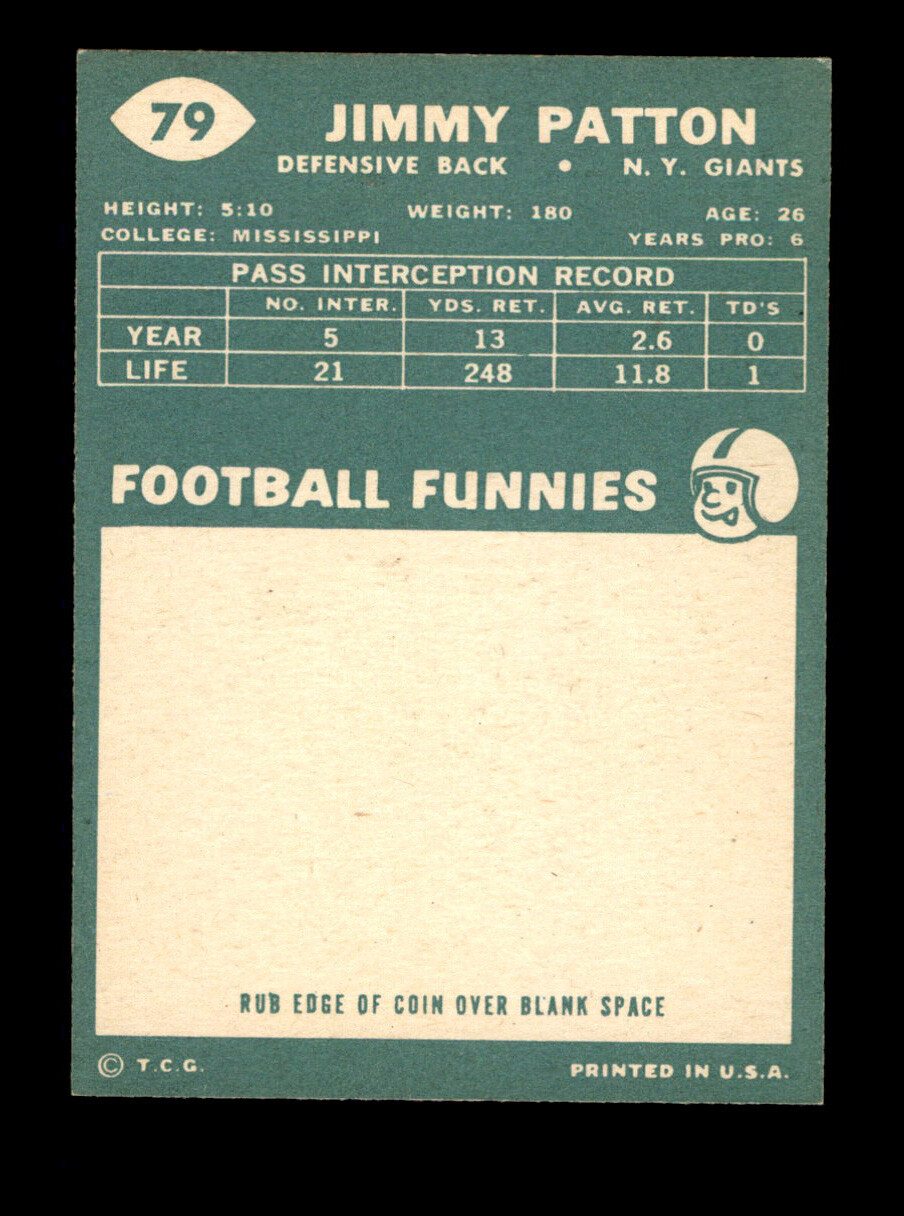 79
JIMMY PATTON
DEFENSIVE BACK • N. Y. GIANTS
HEIGHT: 5:10 WEIGHT: 180 AGE: 26
COLLEGE: MISSISSIPPI YEARS PRO: 6
PASS INTERCEPTION RECORD
NO. INTER. YDS. RET. AVG. RET. TD'S
YEAR 5 13 2.6 0
LIFE 21 248 11.8 1
FOOTBALL FUNNIES
RUB EDGE OF COIN OVER BLANK SPACE
© T.C.G. PRINTED IN U.S.A.